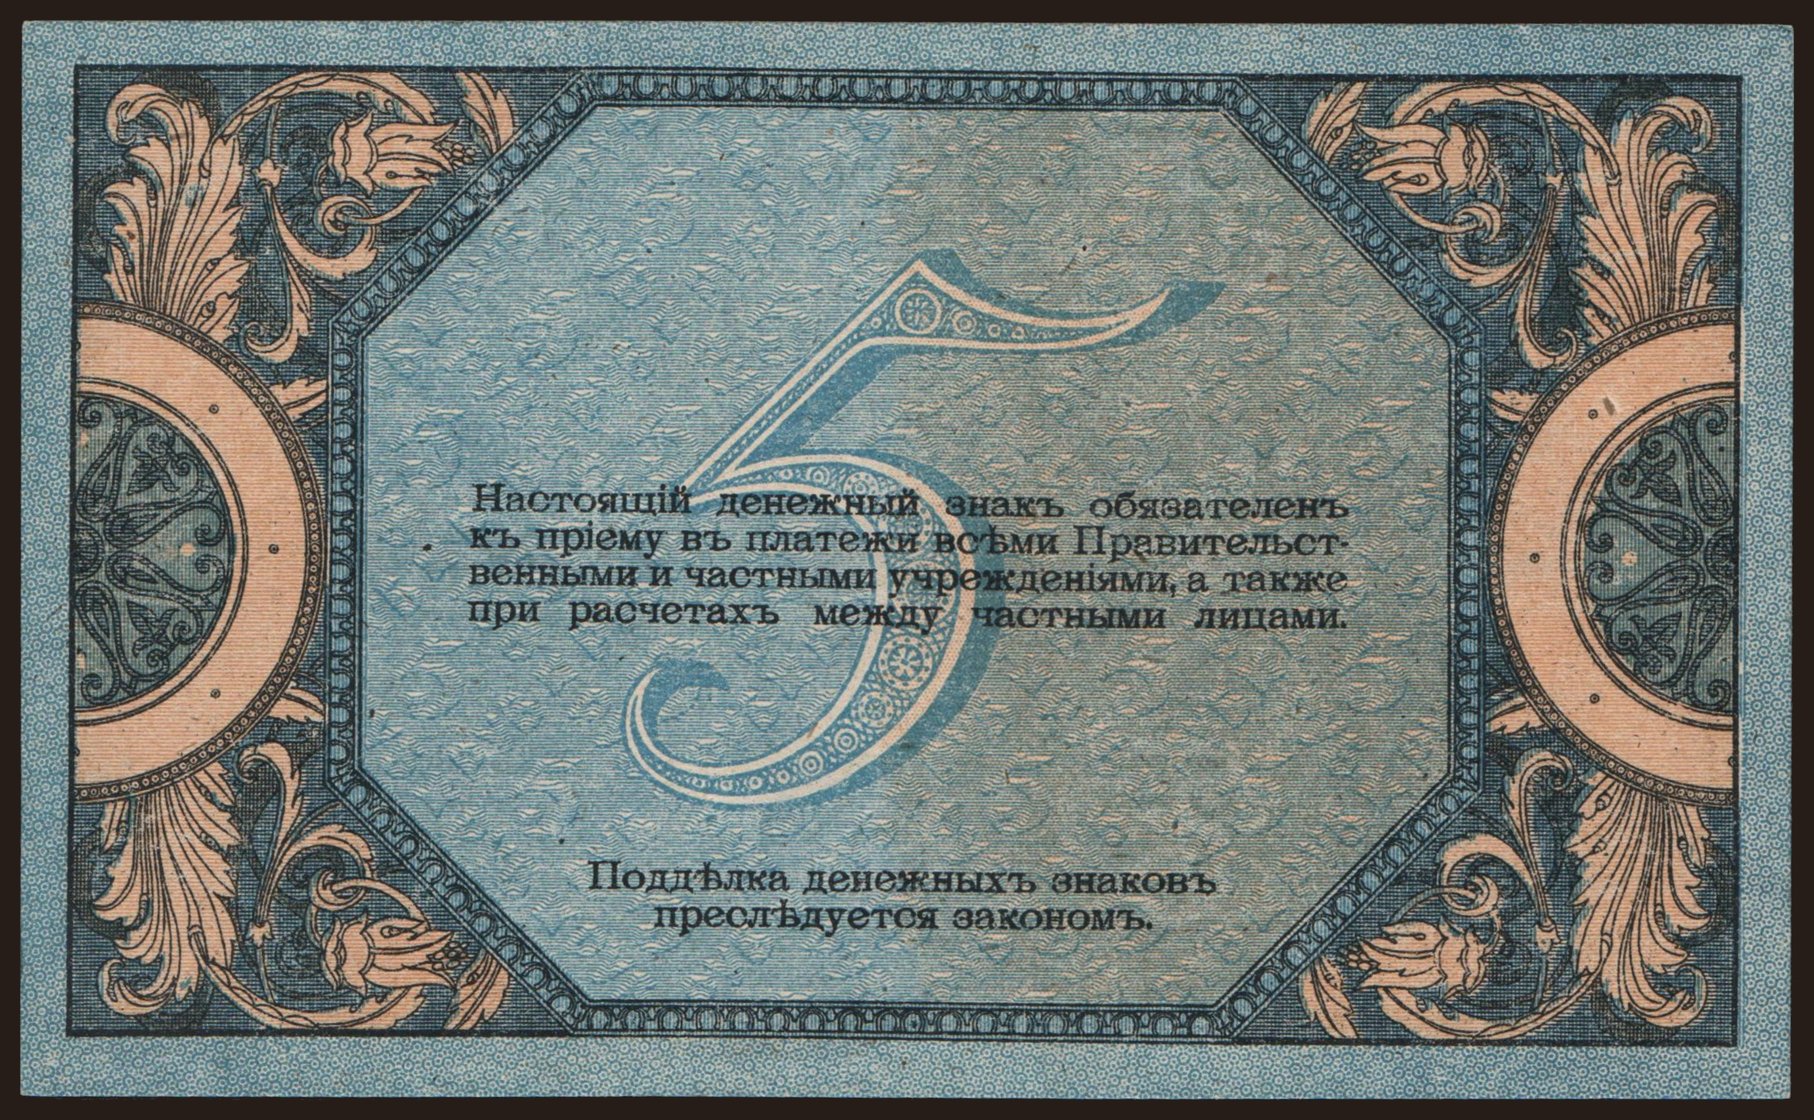 5
Настоящій денежный знакъ обязателенъ
къ пріему въ платежи всѣми Правительст-
венными и частными учрежденіями, а также
при расчетахъ между частными лицами.
Поддѣлка денежныхъ знаковъ
преслѣдуется закономъ.